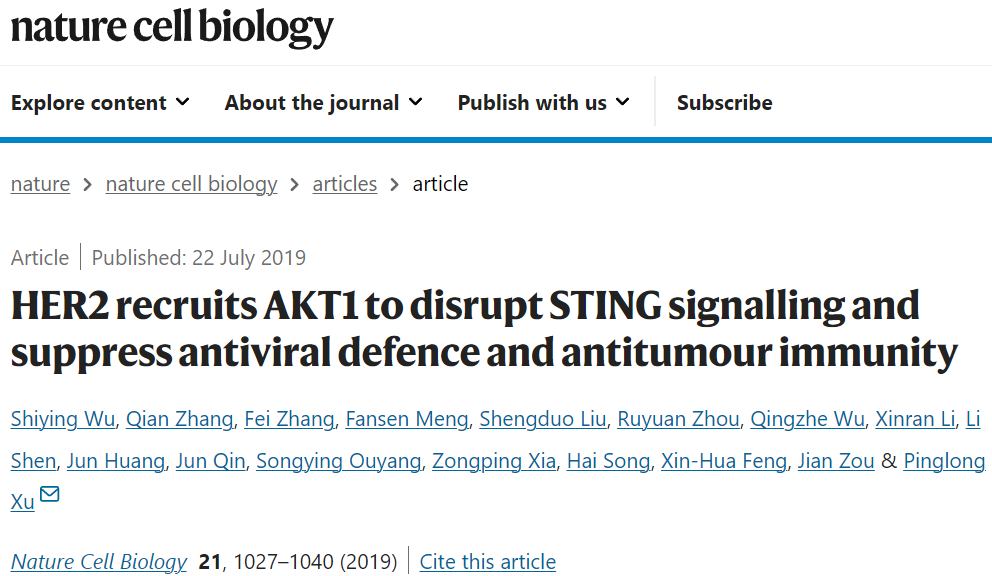 nature cell biology
Explore content About the journal Publish with us Subscribe
nature > nature cell biology > articles > article
Article | Published: 22 July 2019
HER2 recruits AKT1 to disrupt STING signalling and
suppress antiviral defence and antitumour immunity
Shiying Wu, Qian Zhang, Fei Zhang, Fansen Meng, Shengduo Liu, Ruyuan Zhou, Qingzhe Wu, Xinran Li, Li
Shen, Jun Huang, Jun Qin, Songying Ouyang, Zongping Xia, Hai Song, Xin-Hua Feng, Jian Zou & Pinglong
Xu
Nature Cell Biology 21, 1027–1040 (2019) | Cite this article